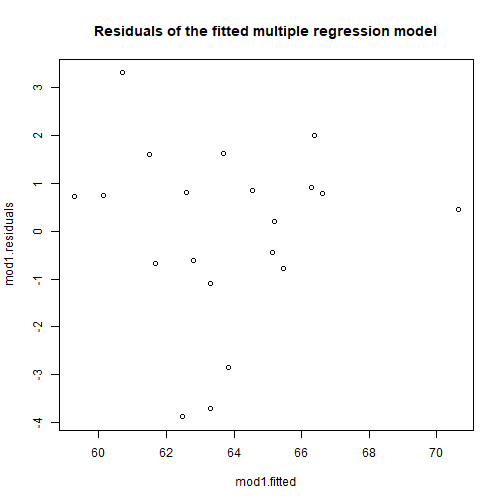 Residuals of the fitted multiple regression model
3
2
1
0
-1
-2
-3
-4
mod1.residuals
60 62 64 66 68 70
mod1.fitted